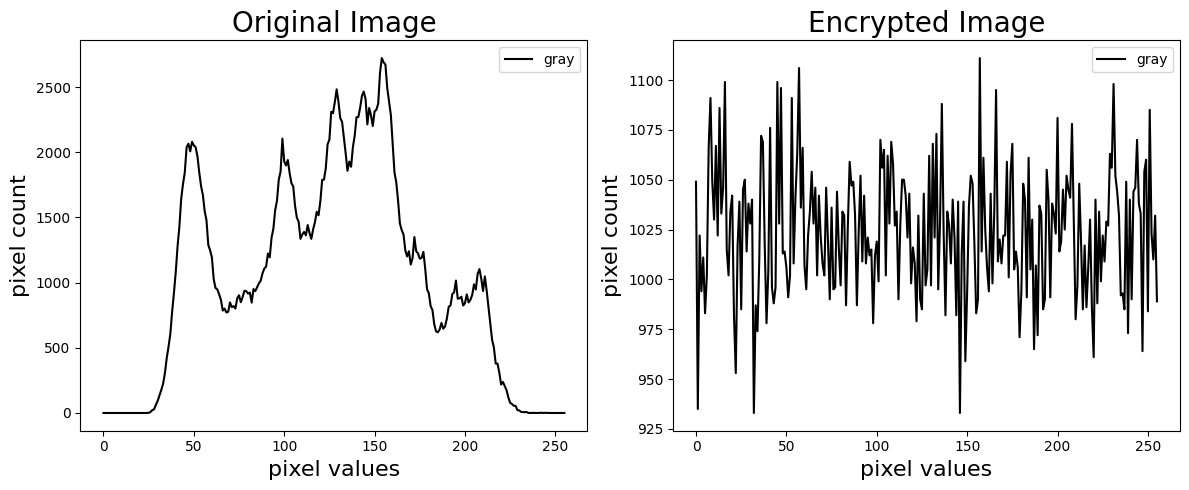 Original Image
gray
2500
2000
1500
1000
500
0
pixel count
0 50 100 150 200 250
pixel values
Encrypted Image
gray
1100
1075
1050
1025
1000
975
950
925
pixel count
0 50 100 150 200 250
pixel values